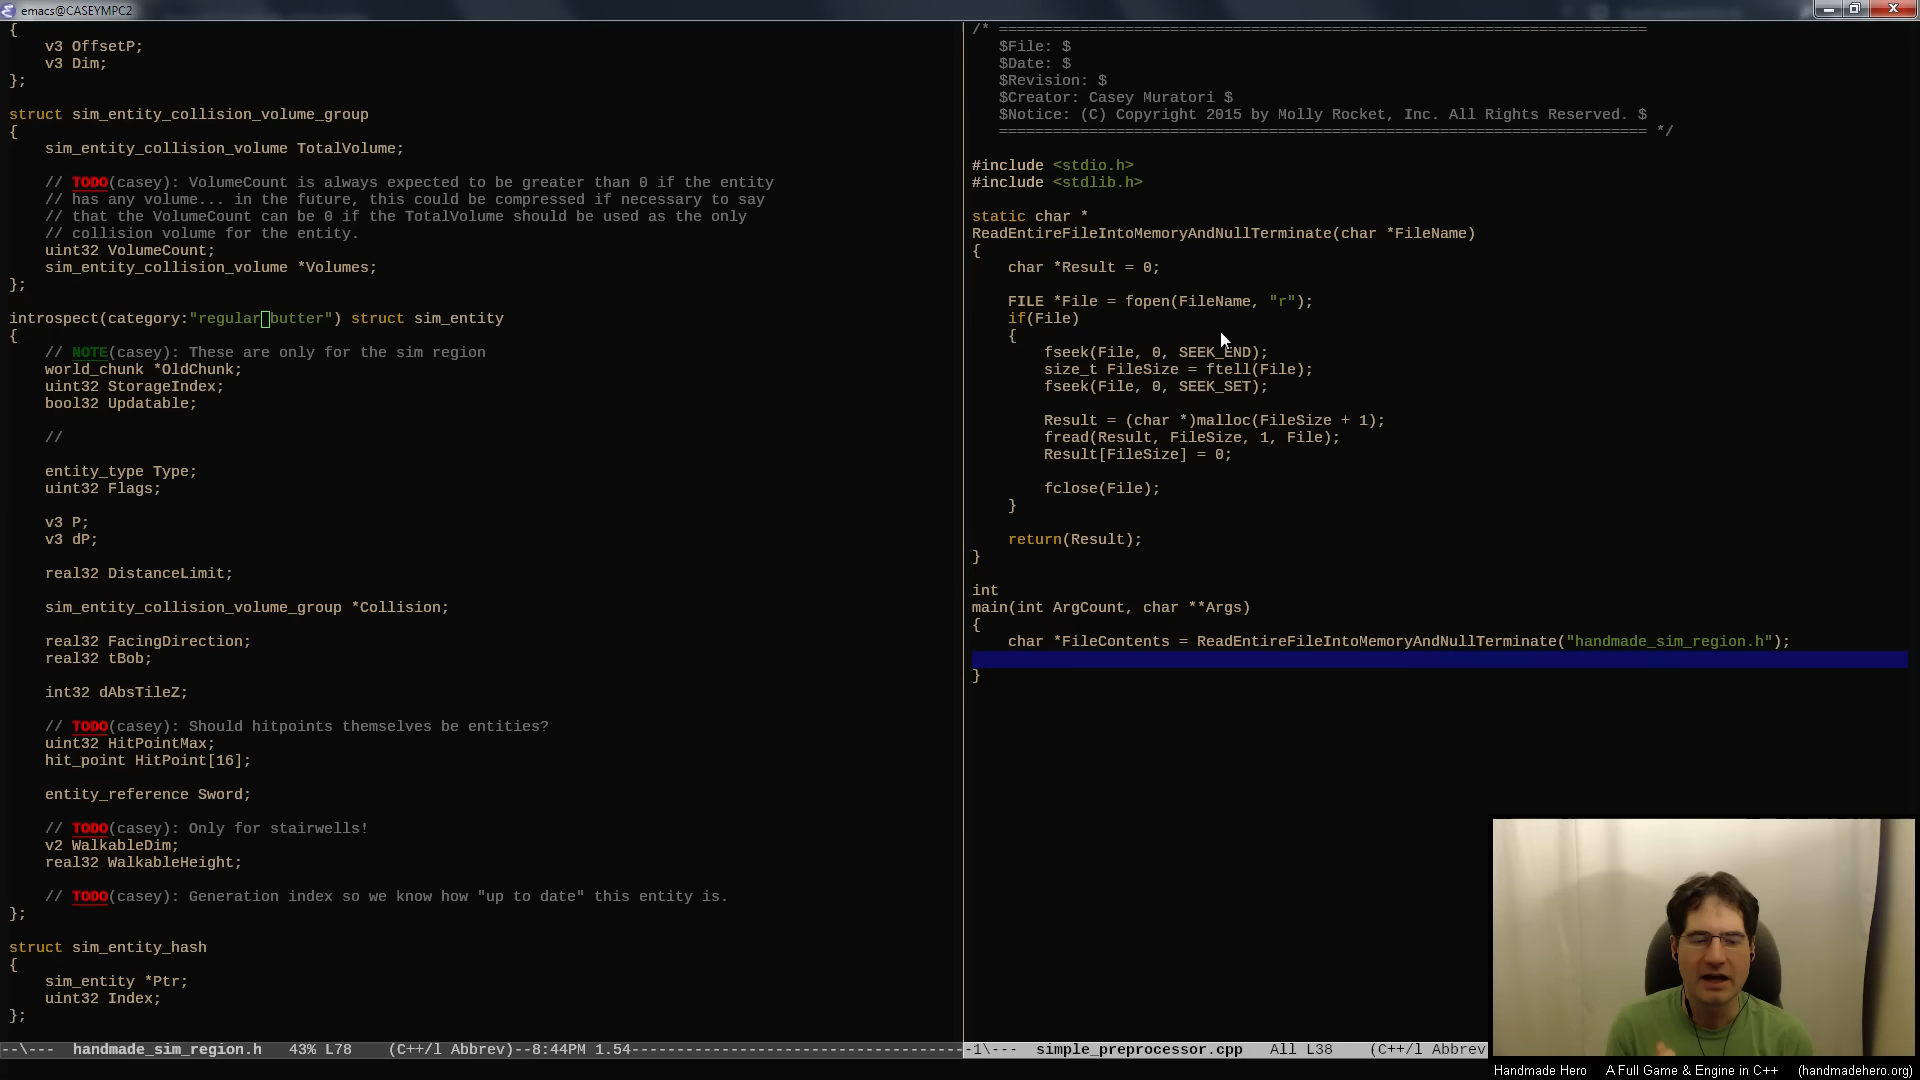 emacs@CASEYMPC2
{
    v3 OffsetP;
    v3 Dim;
};
struct sim_entity_collision_volume_group
{
    sim_entity_collision_volume TotalVolume;
    // TODO(casey): VolumeCount is always expected to be greater than 0 if the entity
    // has any volume... in the future, this could be compressed if necessary to say
    // that the VolumeCount can be 0 if the TotalVolume should be used as the only
    // collision volume for the entity.
    uint32 VolumeCount;
    sim_entity_collision_volume *Volumes;
};
introspect(category:"regular butter") struct sim_entity
{
    // NOTE(casey): These are only for the sim region
    world_chunk *OldChunk;
    uint32 StorageIndex;
    bool32 Updatable;
    //
    entity_type Type;
    uint32 Flags;
    v3 P;
    v3 dP;
    real32 DistanceLimit;
    sim_entity_collision_volume_group *Collision;
    real32 FacingDirection;
    real32 tBob;
    int32 dAbsTileZ;
    // TODO(casey): Should hitpoints themselves be entities?
    uint32 HitPointMax;
    hit_point HitPoint[16];
    entity_reference Sword;
    // TODO(casey): Only for stairwells!
    v2 WalkableDim;
    real32 WalkableHeight;
    // TODO(casey): Generation index so we know how "up to date" this entity is.
};
struct sim_entity_hash
{
    sim_entity *Ptr;
    uint32 Index;
};
--\---  handmade_sim_region.h   43% L78    (C++/l Abbrev)--8:44PM 1.54-------------------------------------
/* ========================================================================
   $File: $
   $Date: $
   $Revision: $
   $Creator: Casey Muratori $
   $Notice: (C) Copyright 2015 by Molly Rocket, Inc. All Rights Reserved. $
   ======================================================================== */
#include <stdio.h>
#include <stdlib.h>
static char *
ReadEntireFileIntoMemoryAndNullTerminate(char *FileName)
{
    char *Result = 0;
    FILE *File = fopen(FileName, "r");
    if(File)
    {
        fseek(File, 0, SEEK_END);
        size_t FileSize = ftell(File);
        fseek(File, 0, SEEK_SET);
        Result = (char *)malloc(FileSize + 1);
        fread(Result, FileSize, 1, File);
        Result[FileSize] = 0;
        fclose(File);
    }
    return(Result);
}
int
main(int ArgCount, char **Args)
{
    char *FileContents = ReadEntireFileIntoMemoryAndNullTerminate("handmade_sim_region.h");
}
-1\---  simple_preprocessor.cpp   All L38    (C++/l Abbrev
Handmade Hero    A Full Game & Engine in C++    (handmadehero.org)